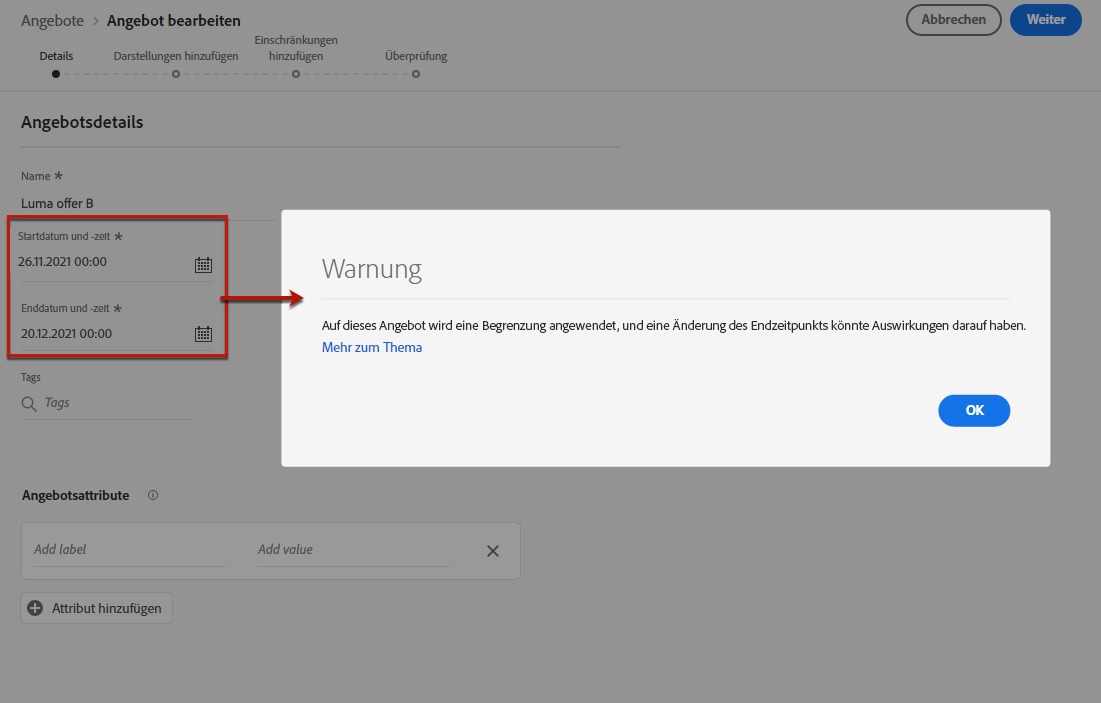 Angebote > Angebot bearbeiten
Abbrechen
Weiter
Details
Darstellungen hinzufügen
Einschränkungen
hinzufügen
Überprüfung
Angebotsdetails
Name *
Luma offer B
Startdatum und -zeit *
26.11.2021 00:00
Enddatum und -zeit *
20.12.2021 00:00
Tags
Tags
Warnung
Auf dieses Angebot wird eine Begrenzung angewendet, und eine Änderung des Endzeitpunkts könnte Auswirkungen darauf haben.
Mehr zum Thema
OK
Angebotsattribute
Add label
Add value
Attribut hinzufügen